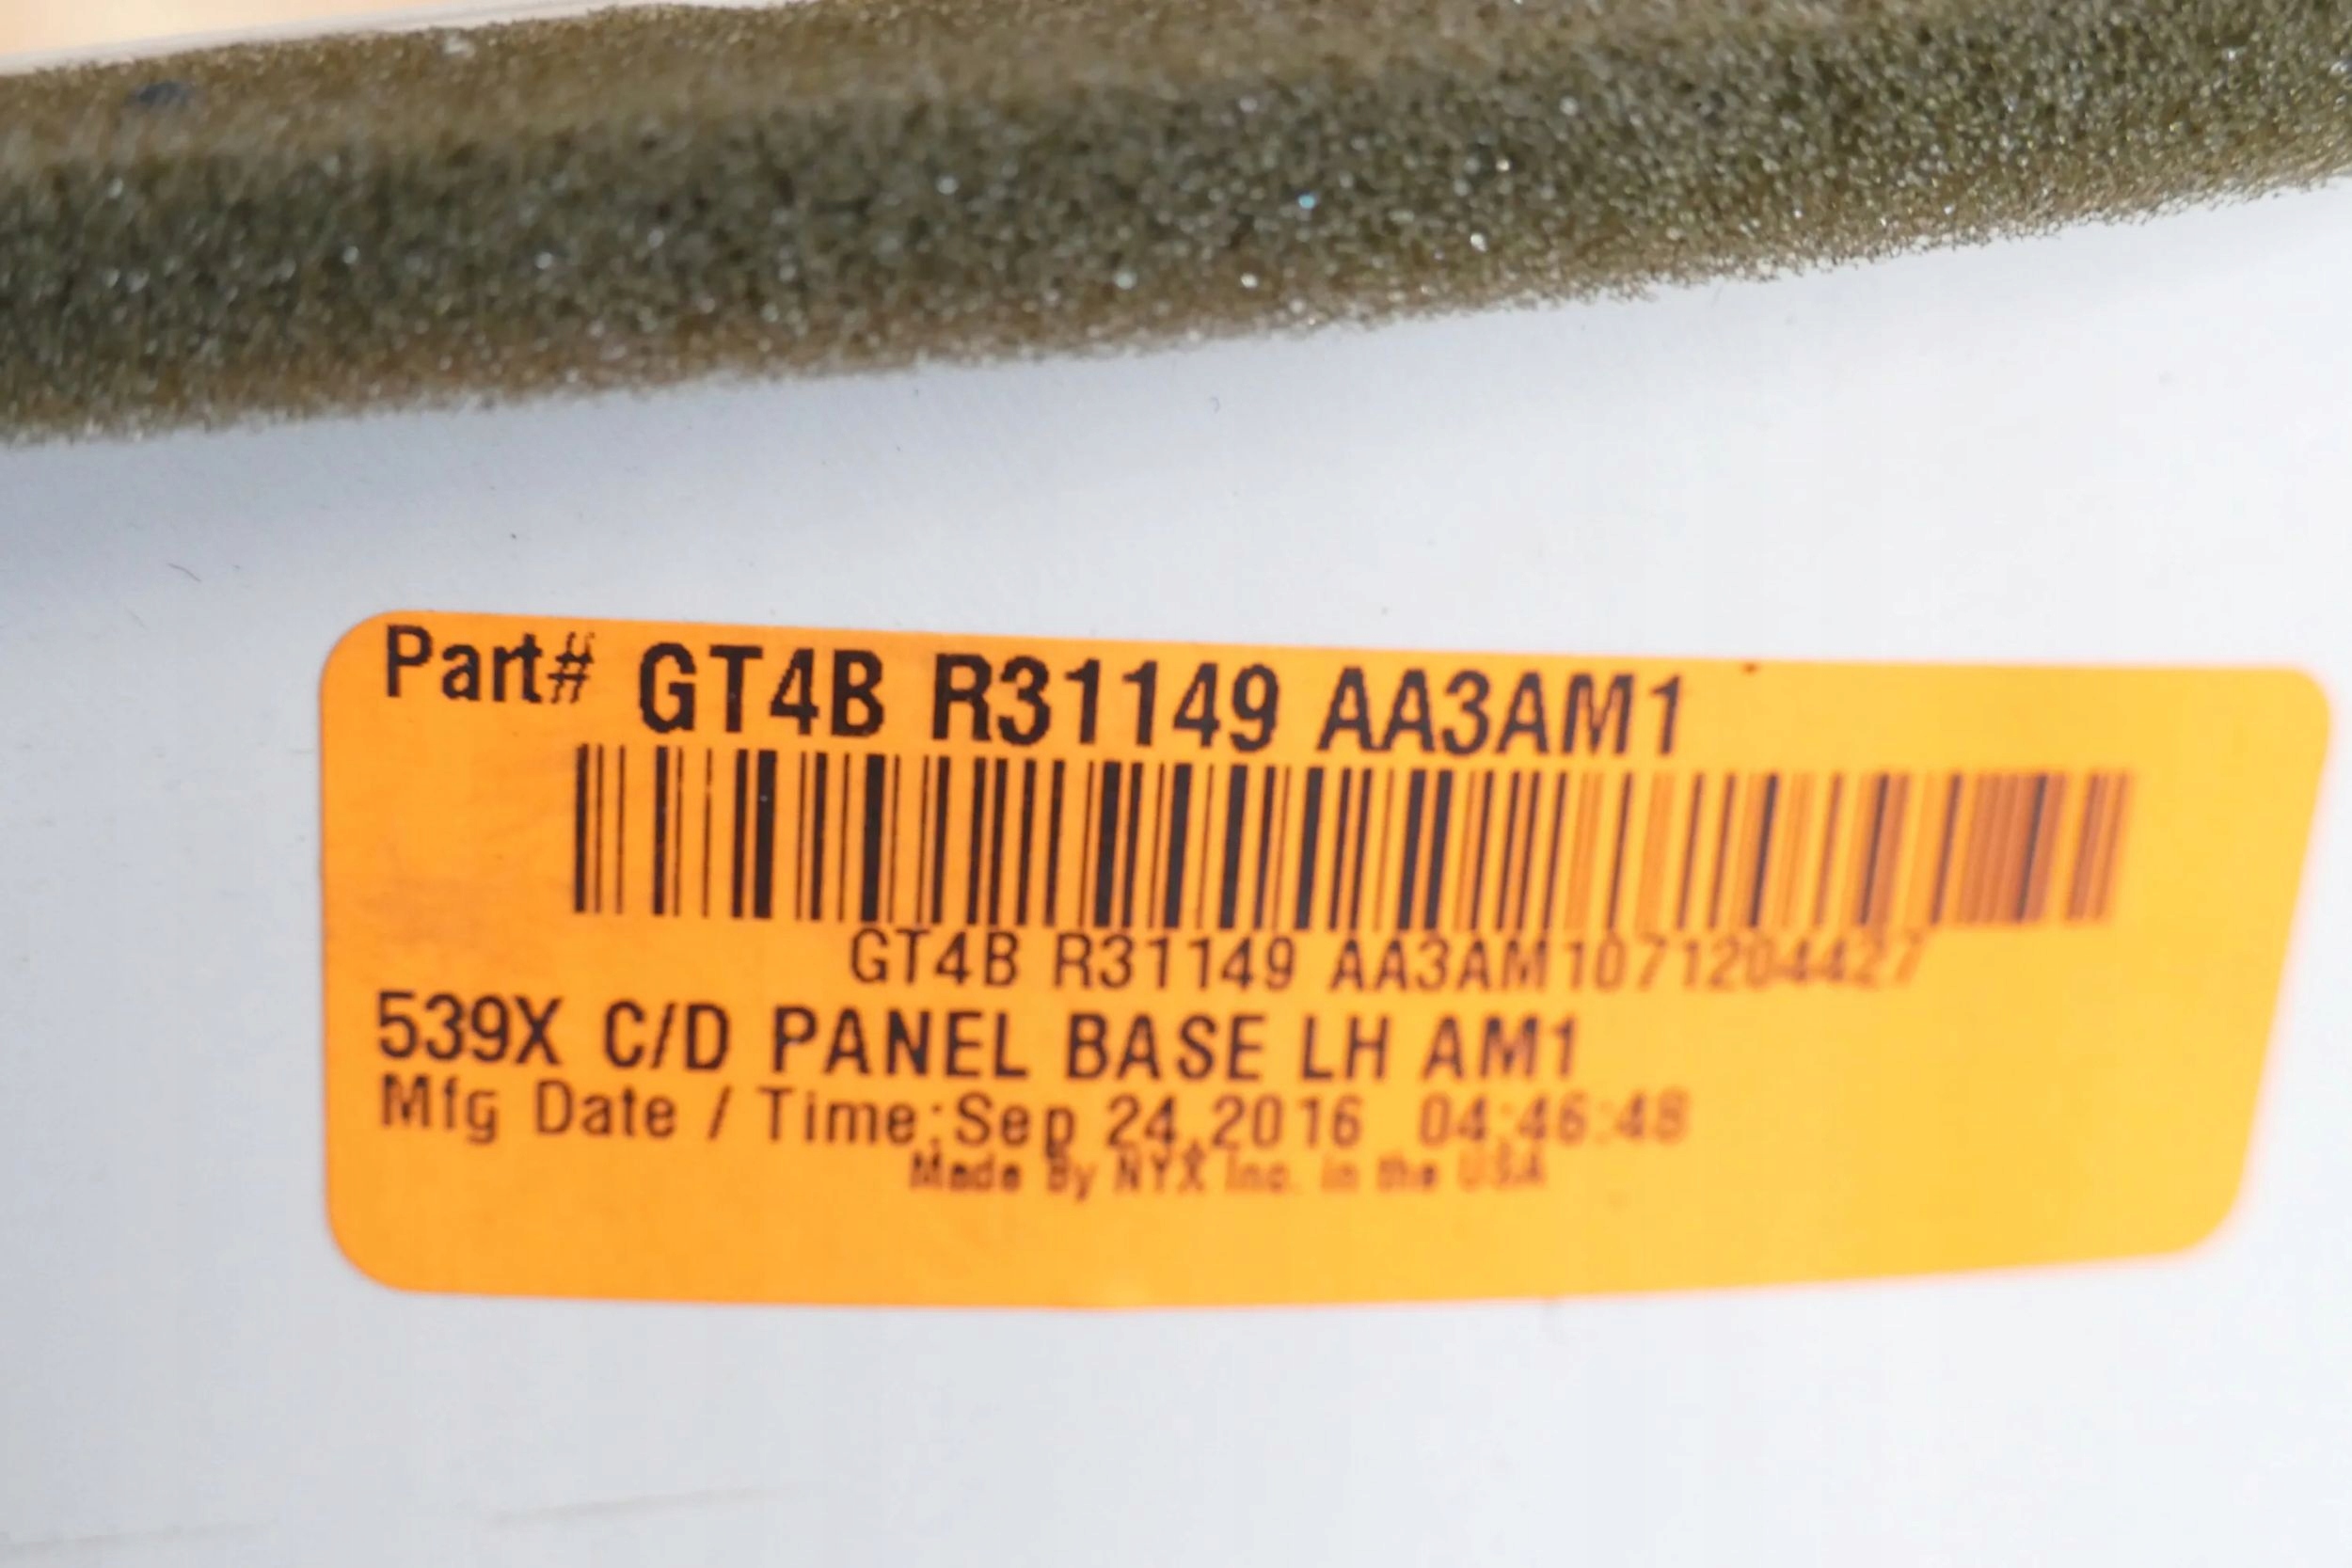 Part# GT4B R31149 AA3AM1
GT4B R31149 AA3AM1071204427
539X C/D PANEL BASE LH AM1
Mfg Date / Time:Sep 24,2016 04:46:48
Made By NYX Inc. in the USA